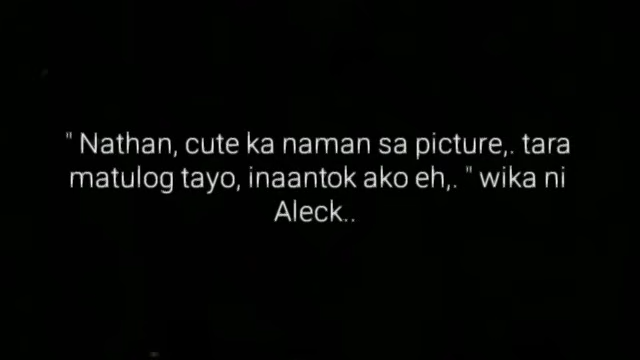 " Nathan, cute ka naman sa picture,. tara
matulog tayo, inaantok ako eh,. " wika ni
Aleck..